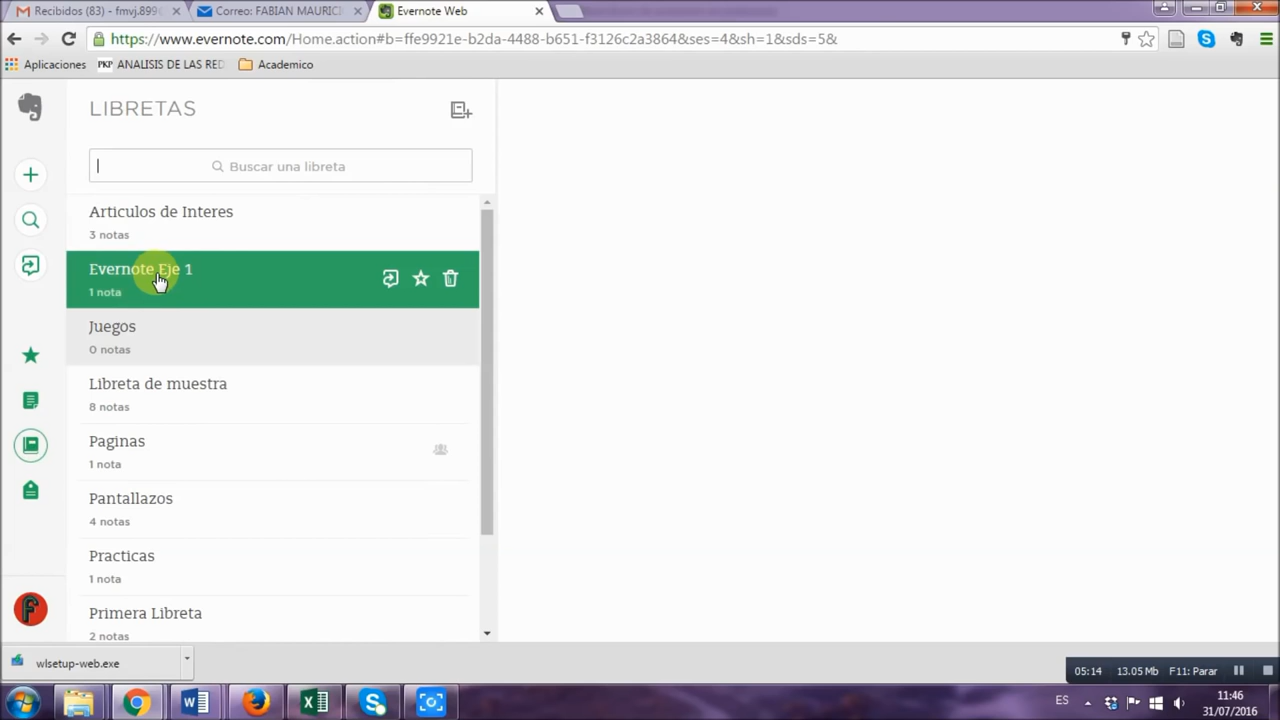 Recibidos (83) - fmvj.899
Correo: FABIAN MAURICI
Evernote Web
https://www.evernote.com/Home.action#b=ffe9921e-b2da-4488-b651-f3126c2a3864&ses=4&sh=1&sds=5&
Aplicaciones
PKP ANALISIS DE LAS RED
Academico
LIBRETAS
Buscar una libreta
Articulos de Interes
3 notas
Evernote Eje 1
1 nota
Juegos
0 notas
Libreta de muestra
8 notas
Paginas
1 nota
Pantallazos
4 notas
Practicas
1 nota
Primera Libreta
2 notas
wlsetup-web.exe
05:14 13.05 Mb F11: Parar
ES
11:46
31/07/2016